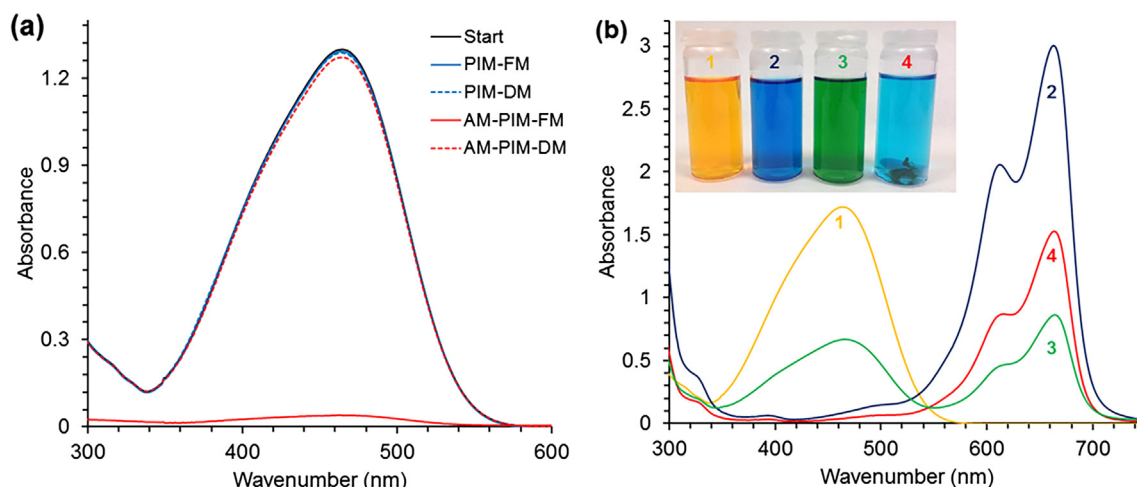 (a)
Start
PIM-FM
PIM-DM
AM-PIM-FM
AM-PIM-DM
1.2
0.9
0.6
0.3
0
Absorbance
300
400
500
600
Wavenumber (nm)
(b)
1
2
3
4
3
2.5
2
1.5
1
0.5
0
Absorbance
2
1
4
3
300
400
500
600
700
Wavenumber (nm)